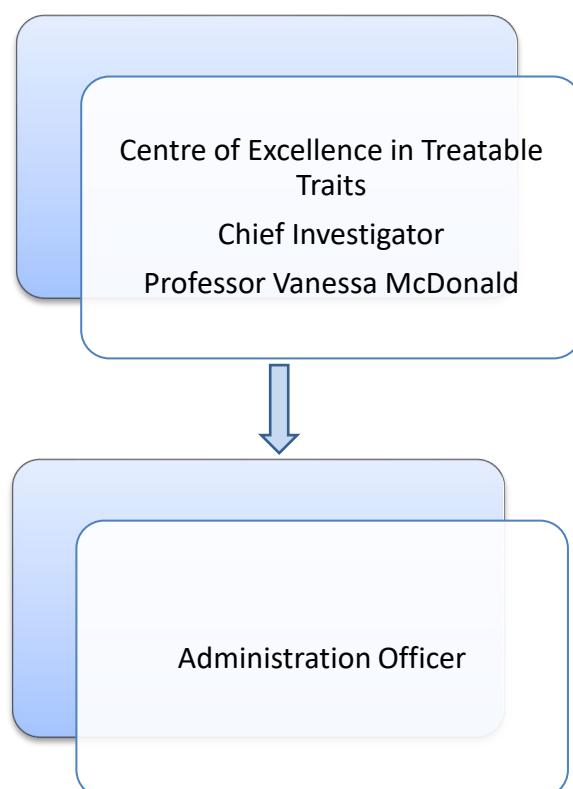 Centre of Excellence in Treatable
Traits
Chief Investigator
Professor Vanessa McDonald
Administration Officer